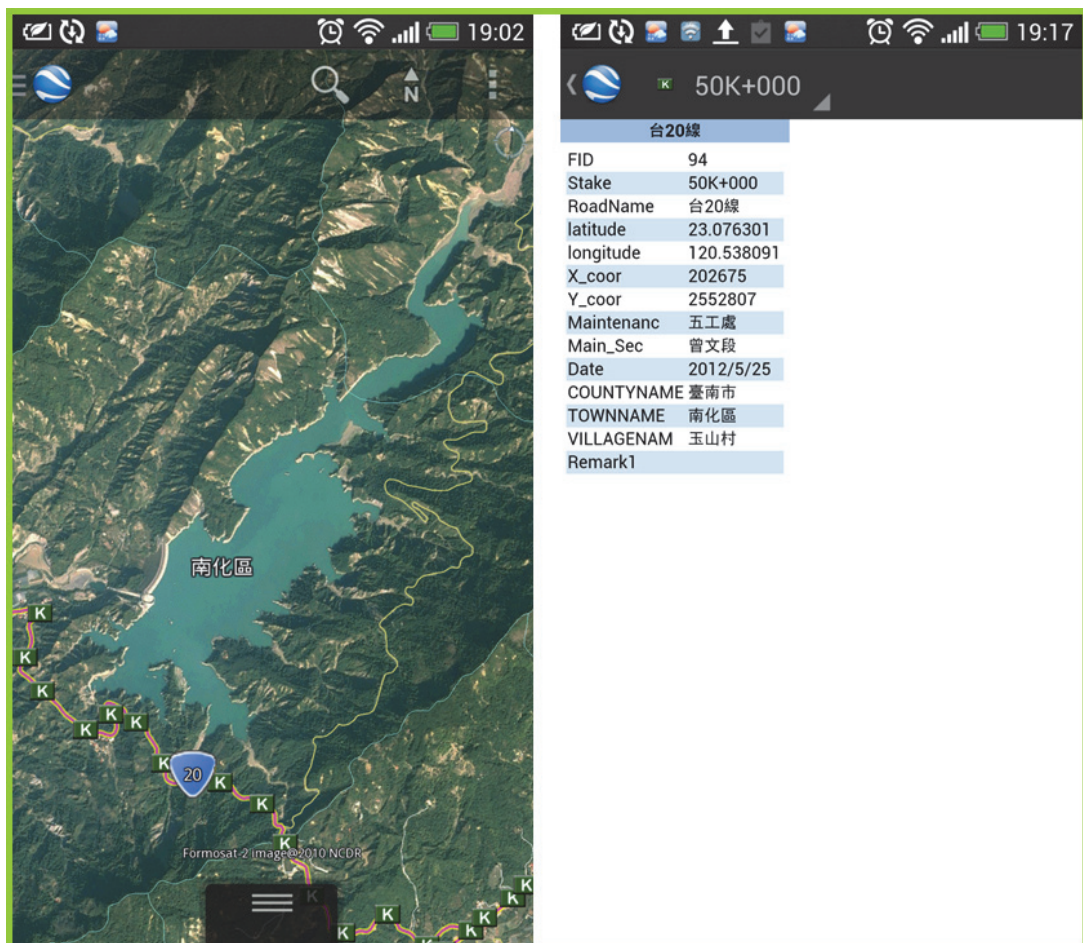 19:02
N
南化區
K
K
K
K
K
K
K
20
K
K
K
Formosat-2 image@2010 NCDR
K
K
K
K
K
K
K
K
19:17
K 50K+000
台20線
FID 94
Stake 50K+000
RoadName 台20線
latitude 23.076301
longitude 120.538091
X_coor 202675
Y_coor 2552807
Maintenanc 五工處
Main_Sec 曾文段
Date 2012/5/25
COUNTYNAME 臺南市
TOWNNAME 南化區
VILLAGENAM 玉山村
Remark1